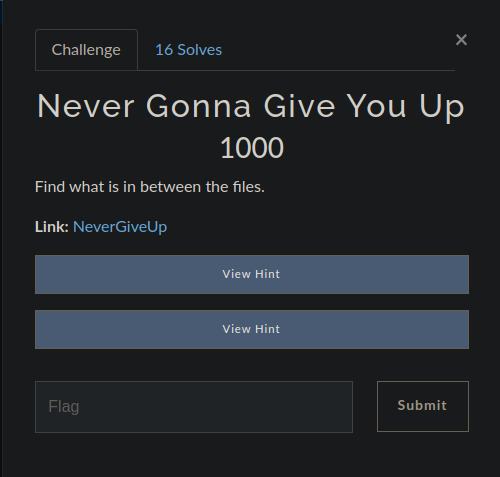 Challenge
16 Solves
×
Never Gonna Give You Up
1000
Find what is in between the files.
Link: NeverGiveUp
View Hint
View Hint
Flag
Submit